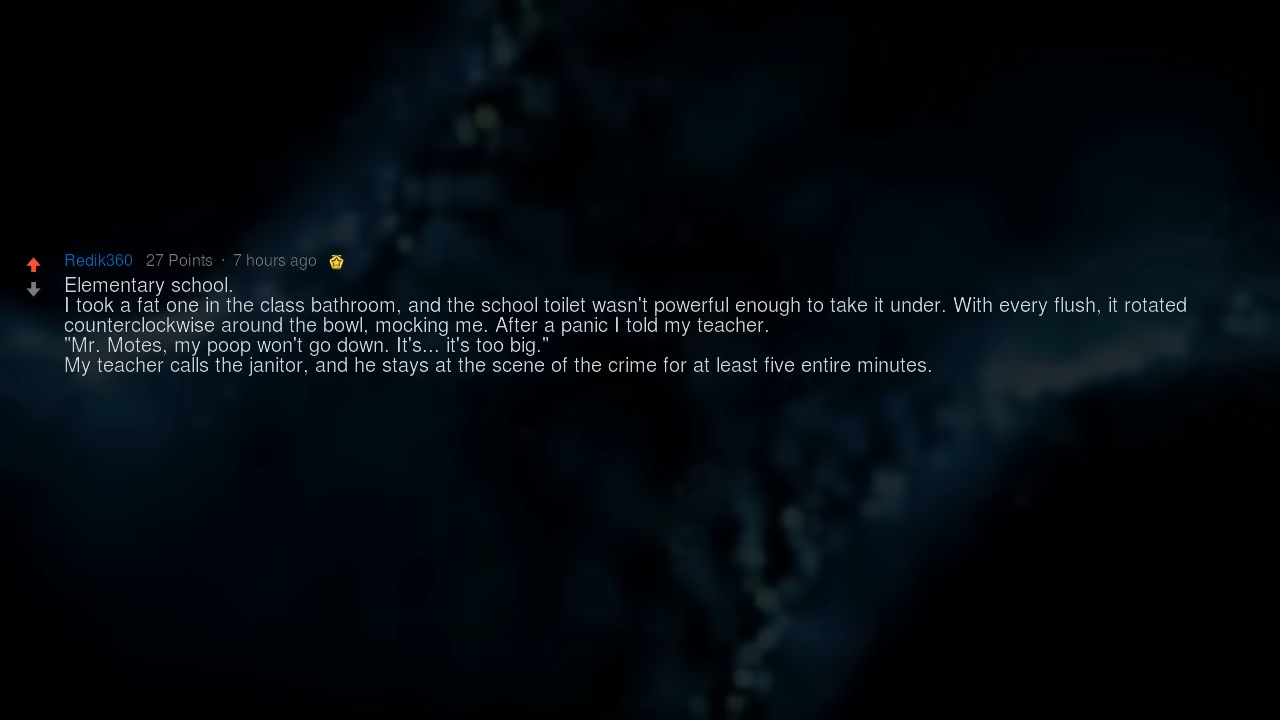 Redik360 27 Points · 7 hours ago
Elementary school.
I took a fat one in the class bathroom, and the school toilet wasn't powerful enough to take it under. With every flush, it rotated
counterclockwise around the bowl, mocking me. After a panic I told my teacher.
"Mr. Motes, my poop won't go down. It's... it's too big."
My teacher calls the janitor, and he stays at the scene of the crime for at least five entire minutes.